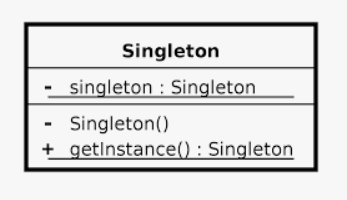 Singleton
- singleton : Singleton
- Singleton()
+ getInstance() : Singleton